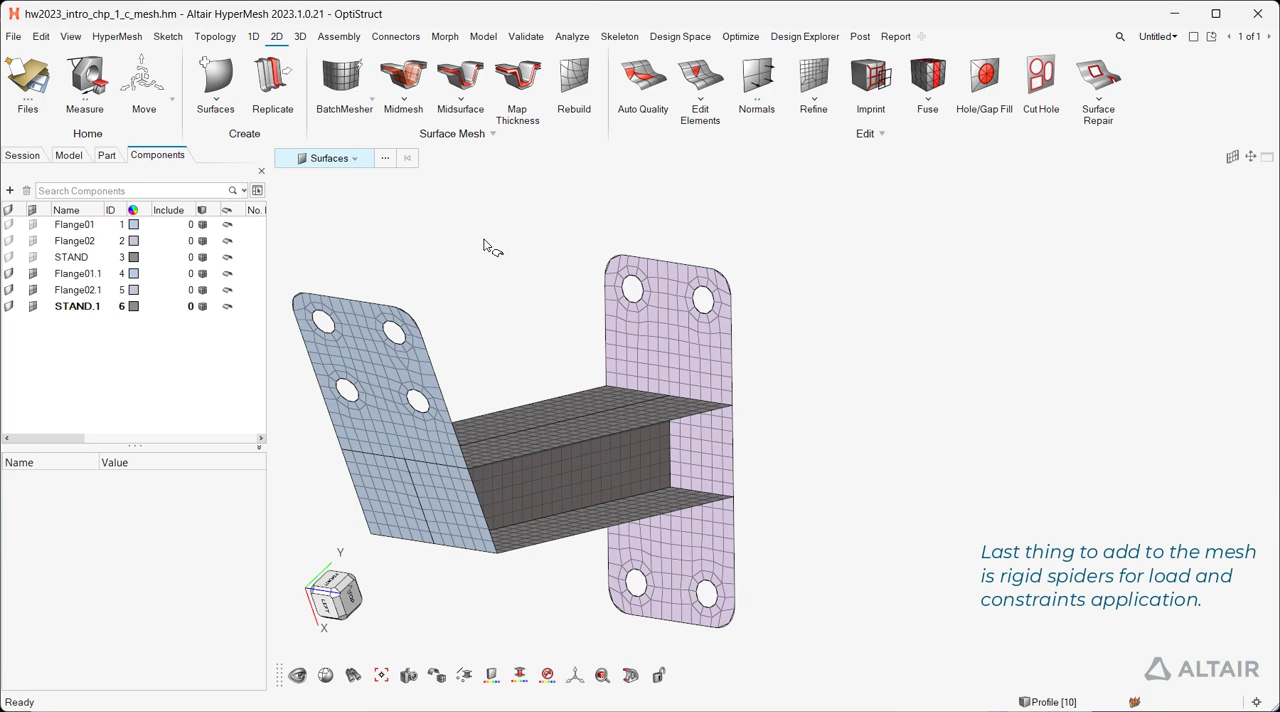 hw2023_intro_chp_1_c_mesh.hm - Altair HyperMesh 2023.1.0.21 - OptiStruct
File Edit View HyperMesh Sketch Topology 1D 2D 3D Assembly Connectors Morph Model Validate Analyze Skeleton Design Space Optimize Design Explorer Post Report Untitled 1 of 1
Files Measure Move Surfaces Replicate BatchMesher Midmesh Midsurface Map Thickness Rebuild Auto Quality Edit Elements Normals Refine Imprint Fuse Hole/Gap Fill Cut Hole Surface Repair
Home Create Surface Mesh Edit
Session Model Part Components
Surfaces
Search Components
Name ID Include No. I
Flange01 1 0
Flange02 2 0
STAND 3 0
Flange01.1 4 0
Flange02.1 5 0
STAND.1 6 0
Name Value
Y
X
LEFT
TOP
Last thing to add to the mesh
is rigid spiders for load and
constraints application.
ALTAIR
Ready Profile [10]